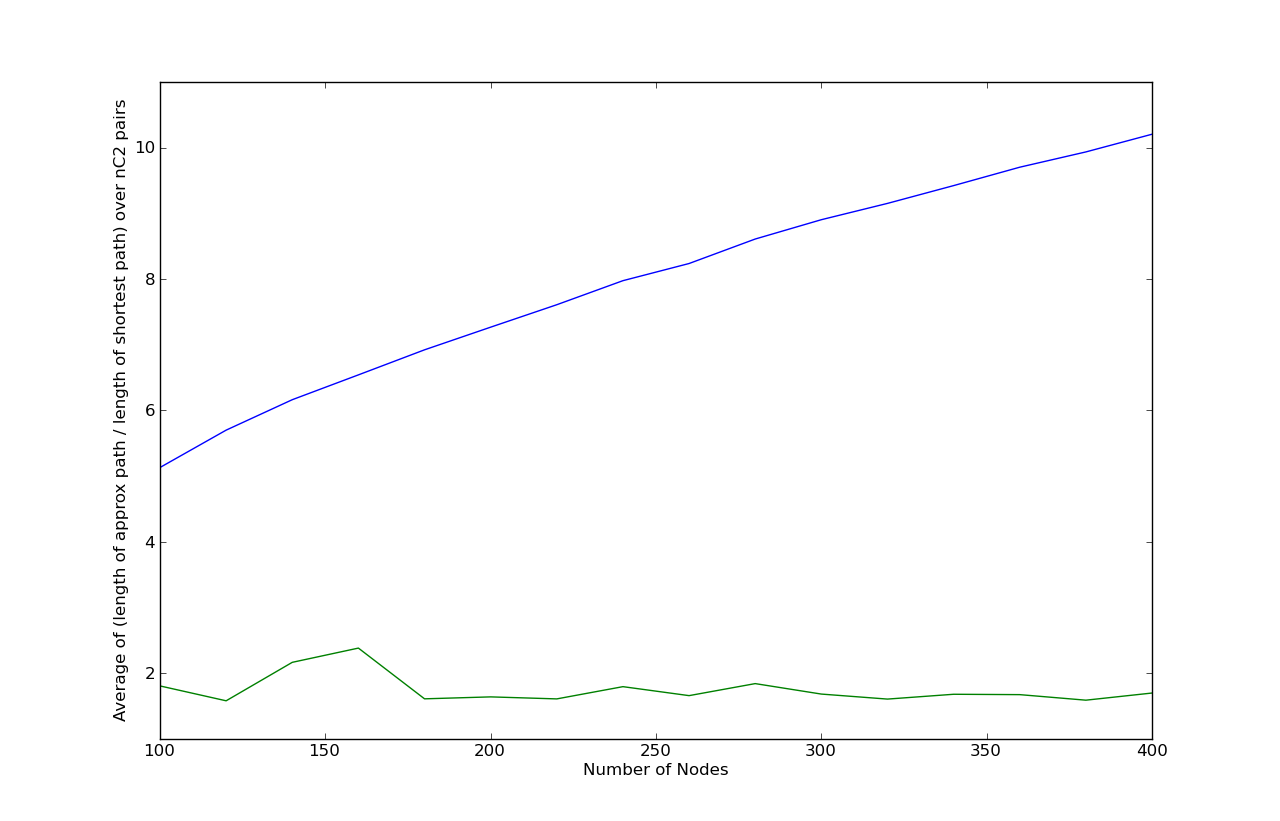 Average of (length of approx path / length of shortest path) over nC2 pairs
10
8
6
4
2
100 150 200 250 300 350 400
Number of Nodes